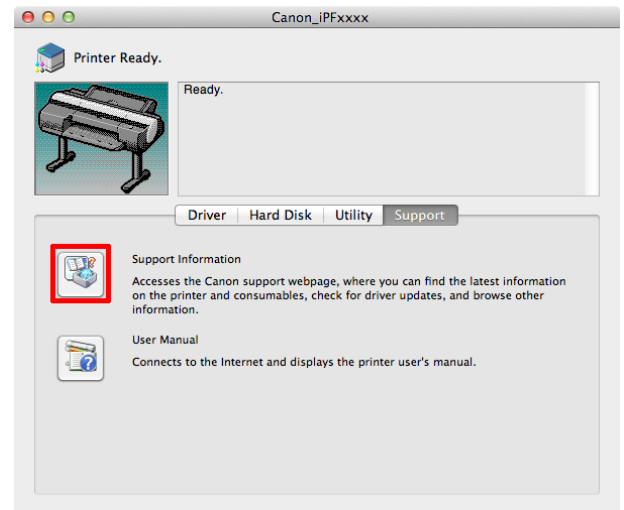 Canon_iPFxxxx
Printer Ready.
Ready.
Driver Hard Disk Utility Support
Support Information
Accesses the Canon support webpage, where you can find the latest information
on the printer and consumables, check for driver updates, and browse other
information.
User Manual
Connects to the Internet and displays the printer user's manual.